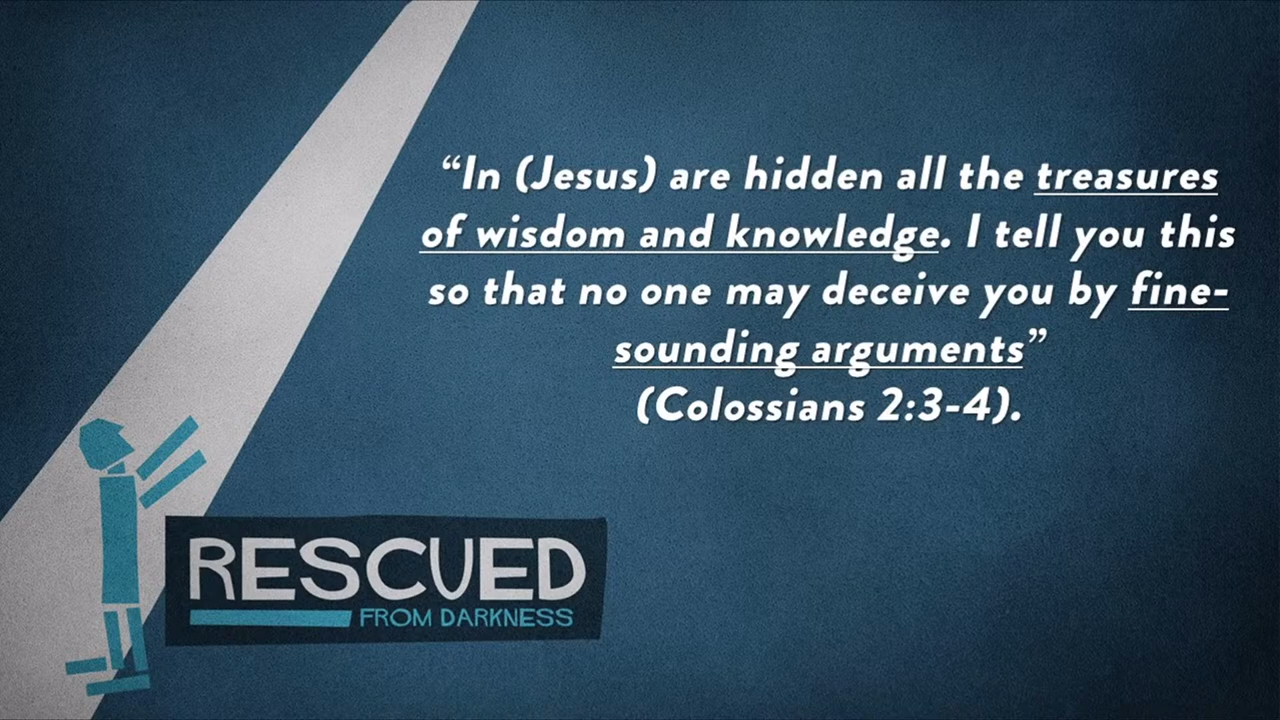 “In (Jesus) are hidden all the treasures
of wisdom and knowledge. I tell you this
so that no one may deceive you by fine-
sounding arguments”
(Colossians 2:3-4).
RESCUED
FROM DARKNESS